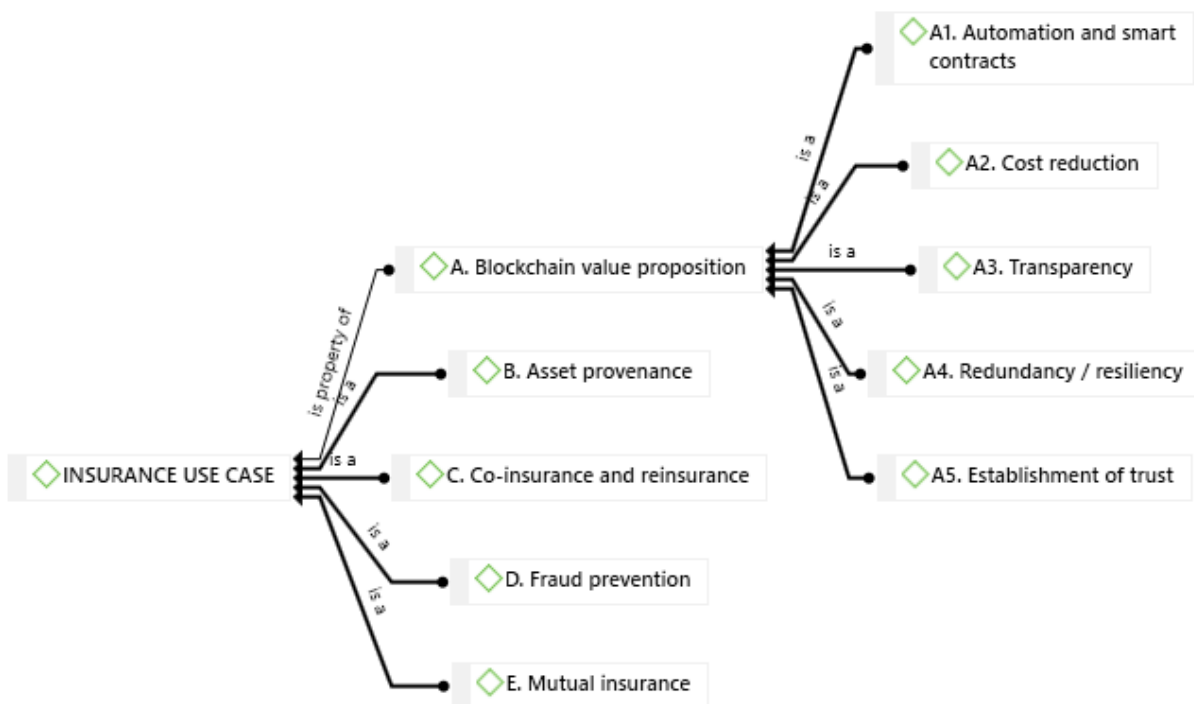 A1. Automation and smart
contracts
is a
A2. Cost reduction
is a
A. Blockchain value proposition
is a
A3. Transparency
is property of
is a
is a
B. Asset provenance
A4. Redundancy / resiliency
is a
INSURANCE USE CASE
is a
C. Co-insurance and reinsurance
A5. Establishment of trust
is a
D. Fraud prevention
is a
E. Mutual insurance